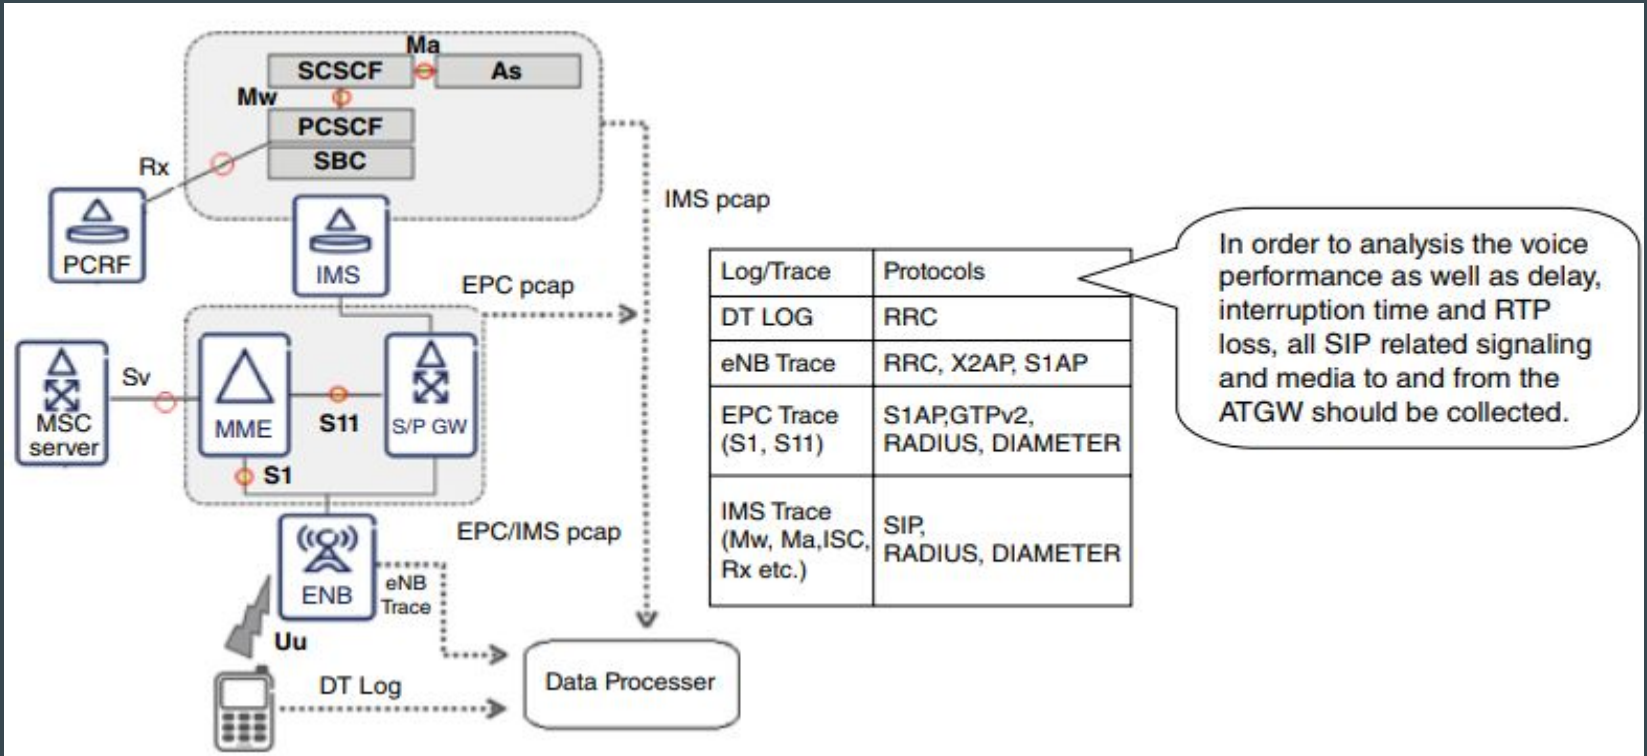 Ma
SCSCF
As
Mw
PCSCF
SBC
Rx
PCRF
IMS
IMS pcap
EPC pcap
MSC
server
Sv
MME
S11
S/P GW
S1
EPC/IMS pcap
ENB
eNB
Trace
Uu
DT Log
Data Processer
Log/Trace Protocols
DT LOG RRC
eNB Trace RRC, X2AP, S1AP
EPC Trace S1AP,GTPv2,
(S1, S11) RADIUS, DIAMETER
IMS Trace SIP,
(Mw, Ma,ISC, RADIUS, DIAMETER
Rx etc.)
In order to analysis the voice
performance as well as delay,
interruption time and RTP
loss, all SIP related signaling
and media to and from the
ATGW should be collected.